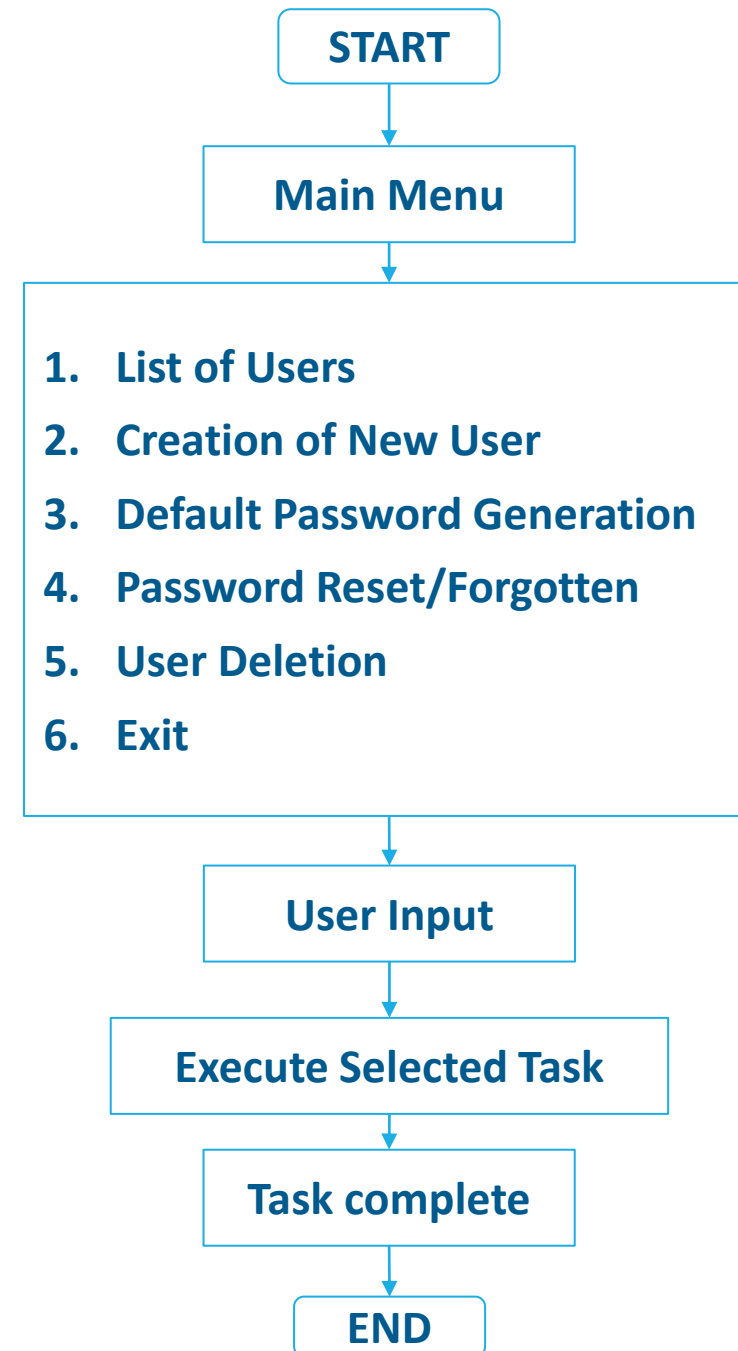 START
Main Menu
1. List of Users
2. Creation of New User
3. Default Password Generation
4. Password Reset/Forgotten
5. User Deletion
6. Exit
User Input
Execute Selected Task
Task complete
END